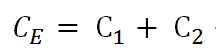 C_E = C_1 + C_2